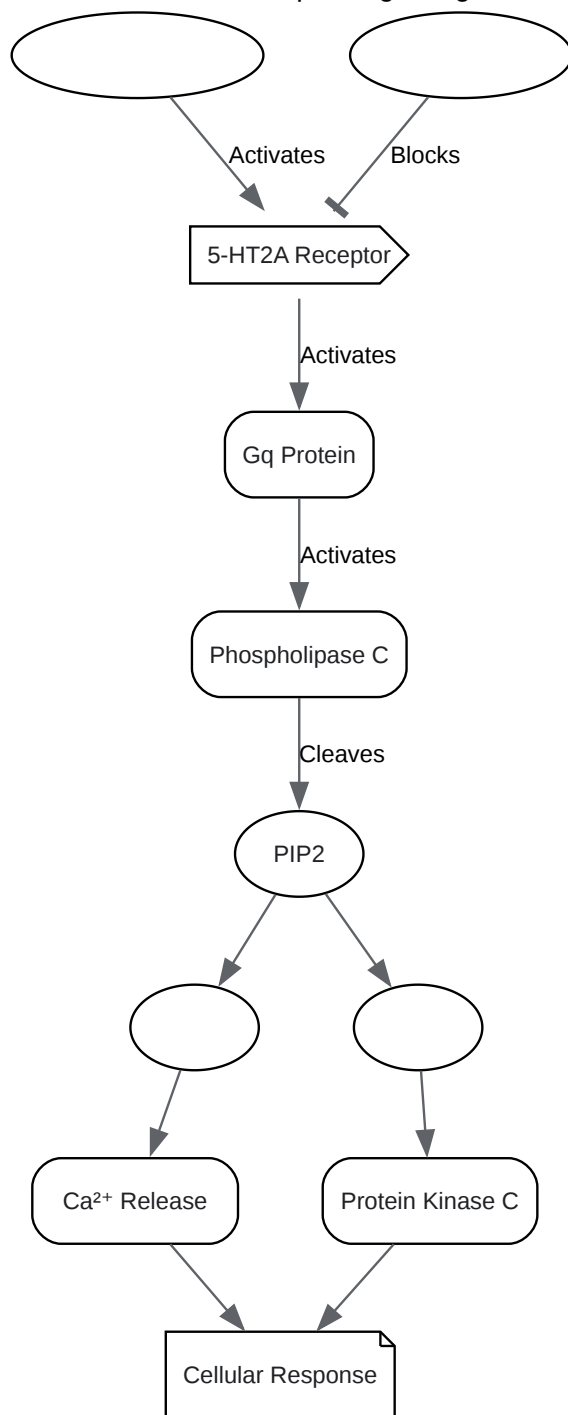 Activates
Blocks
5-HT2A Receptor
Activates
Gq Protein
Activates
Phospholipase C
Cleaves
PIP2
Ca²⁺ Release
Protein Kinase C
Cellular Response